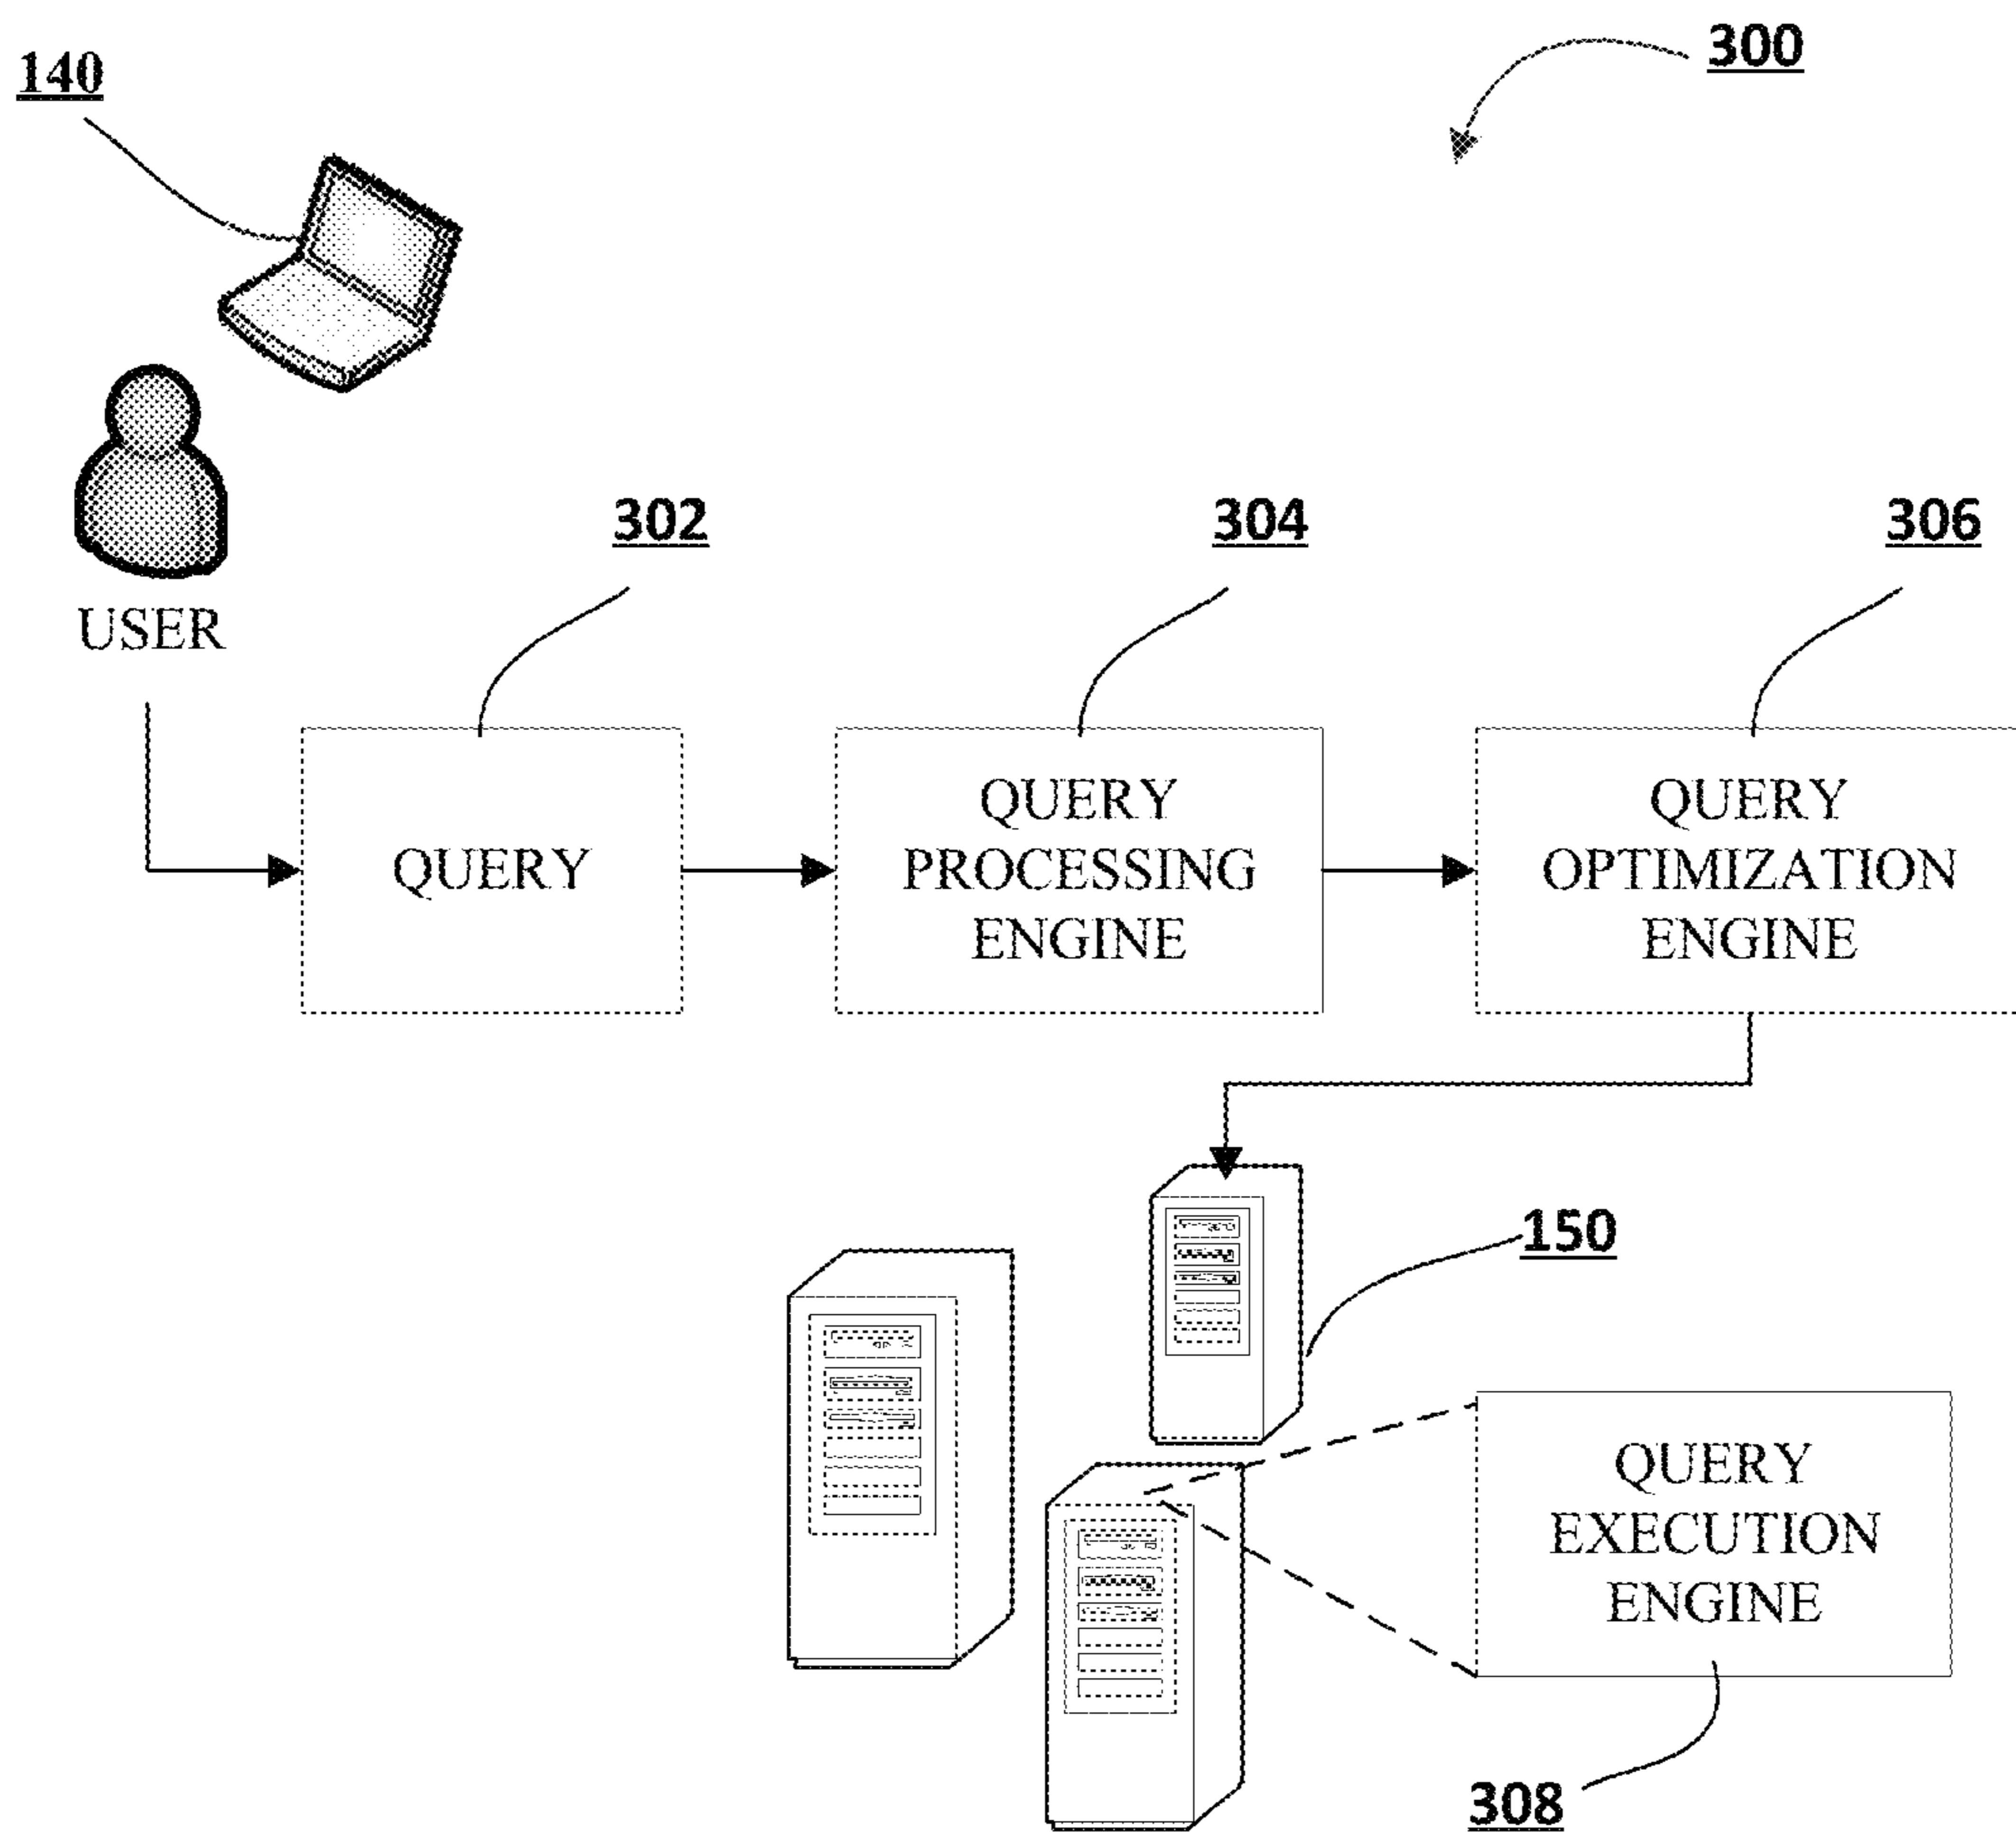 300
140
302
304
306
USER
QUERY
QUERY
PROCESSING
ENGINE
QUERY
OPTIMIZATION
ENGINE
150
QUERY
EXECUTION
ENGINE
308